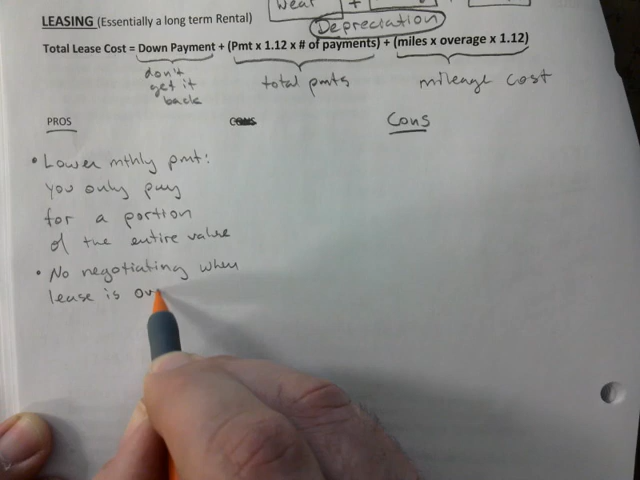 Wear +
LEASING (Essentially a long term Rental)
Depreciation
Total Lease Cost = Down Payment + (Pmt x 1.12 x # of payments) + (miles x overage x 1.12)
don't get it back
total pmts
mileage cost
PROS
Cons
• Lower mthly pmt:
you only pay
for a portion
of the entire value
• No negotiating when
lease is ov